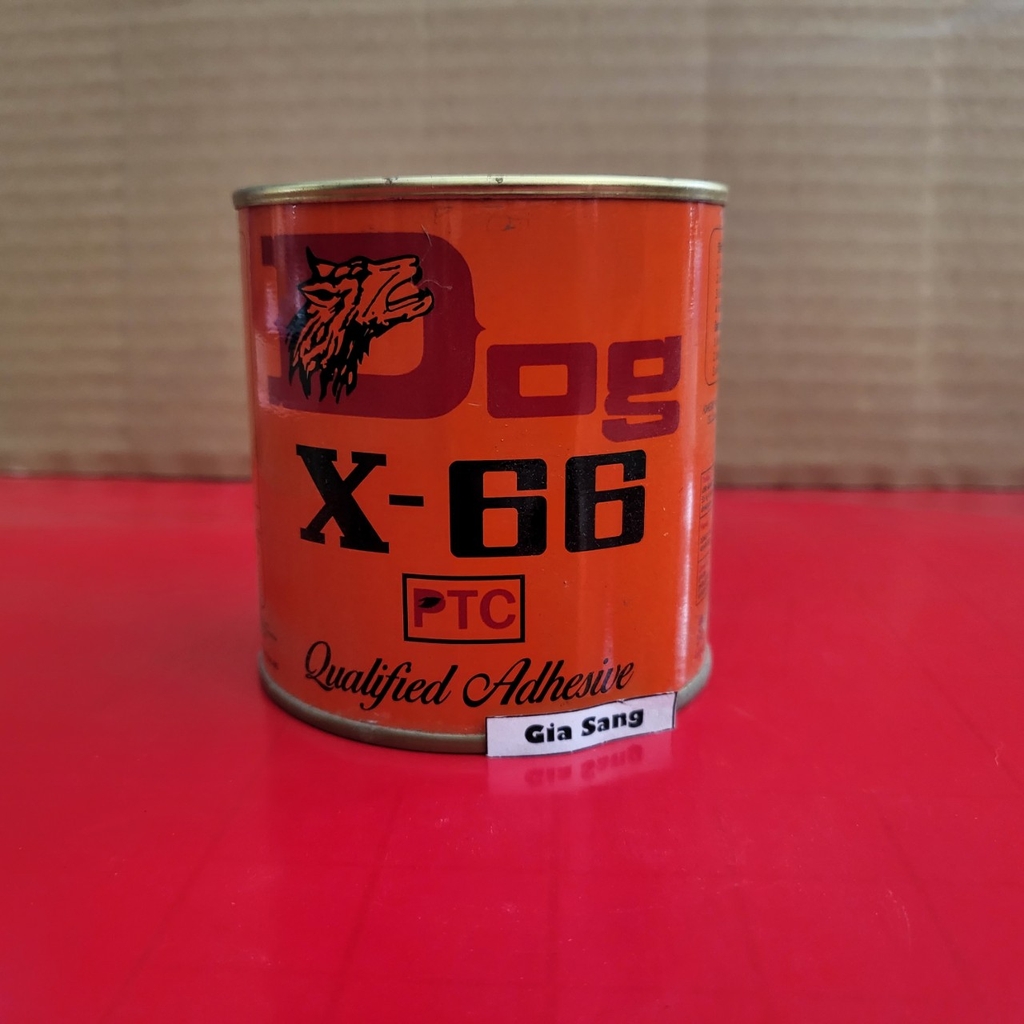 Dog
X-66
PTC
Qualified Adhesive
Gia Sang